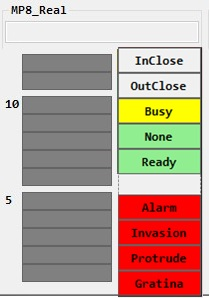 MP8_Real
InClose
OutClose
10
Busy
None
Ready
5
Alarm
Invasion
Protrude
Gratina